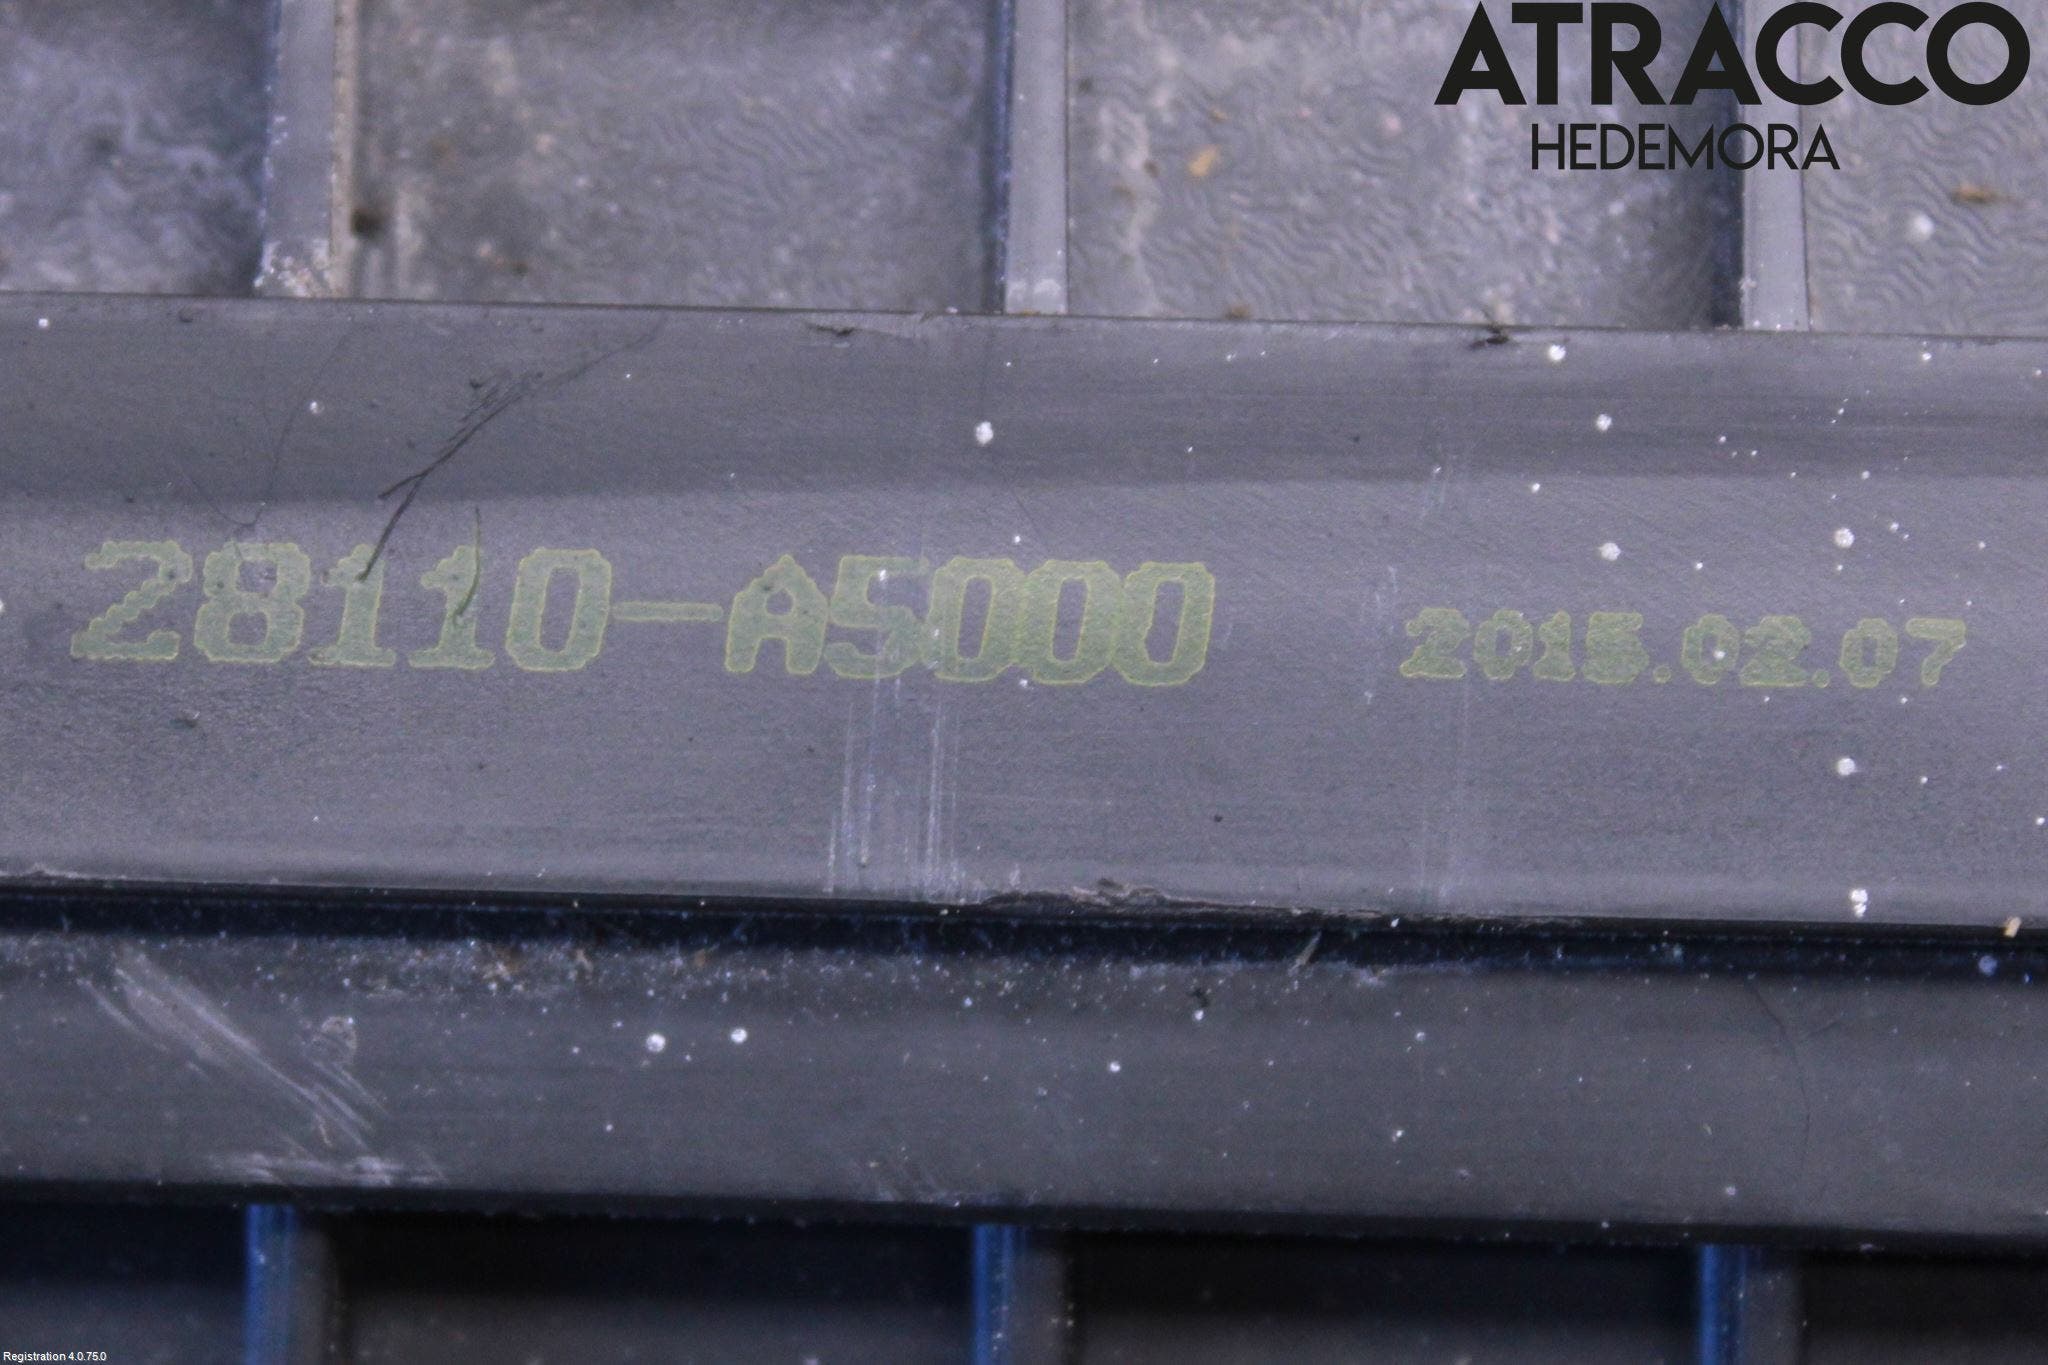 ATRACCO
HEDEMORA
28110-A5000 2015.02.07
Registration 4.0.75.0